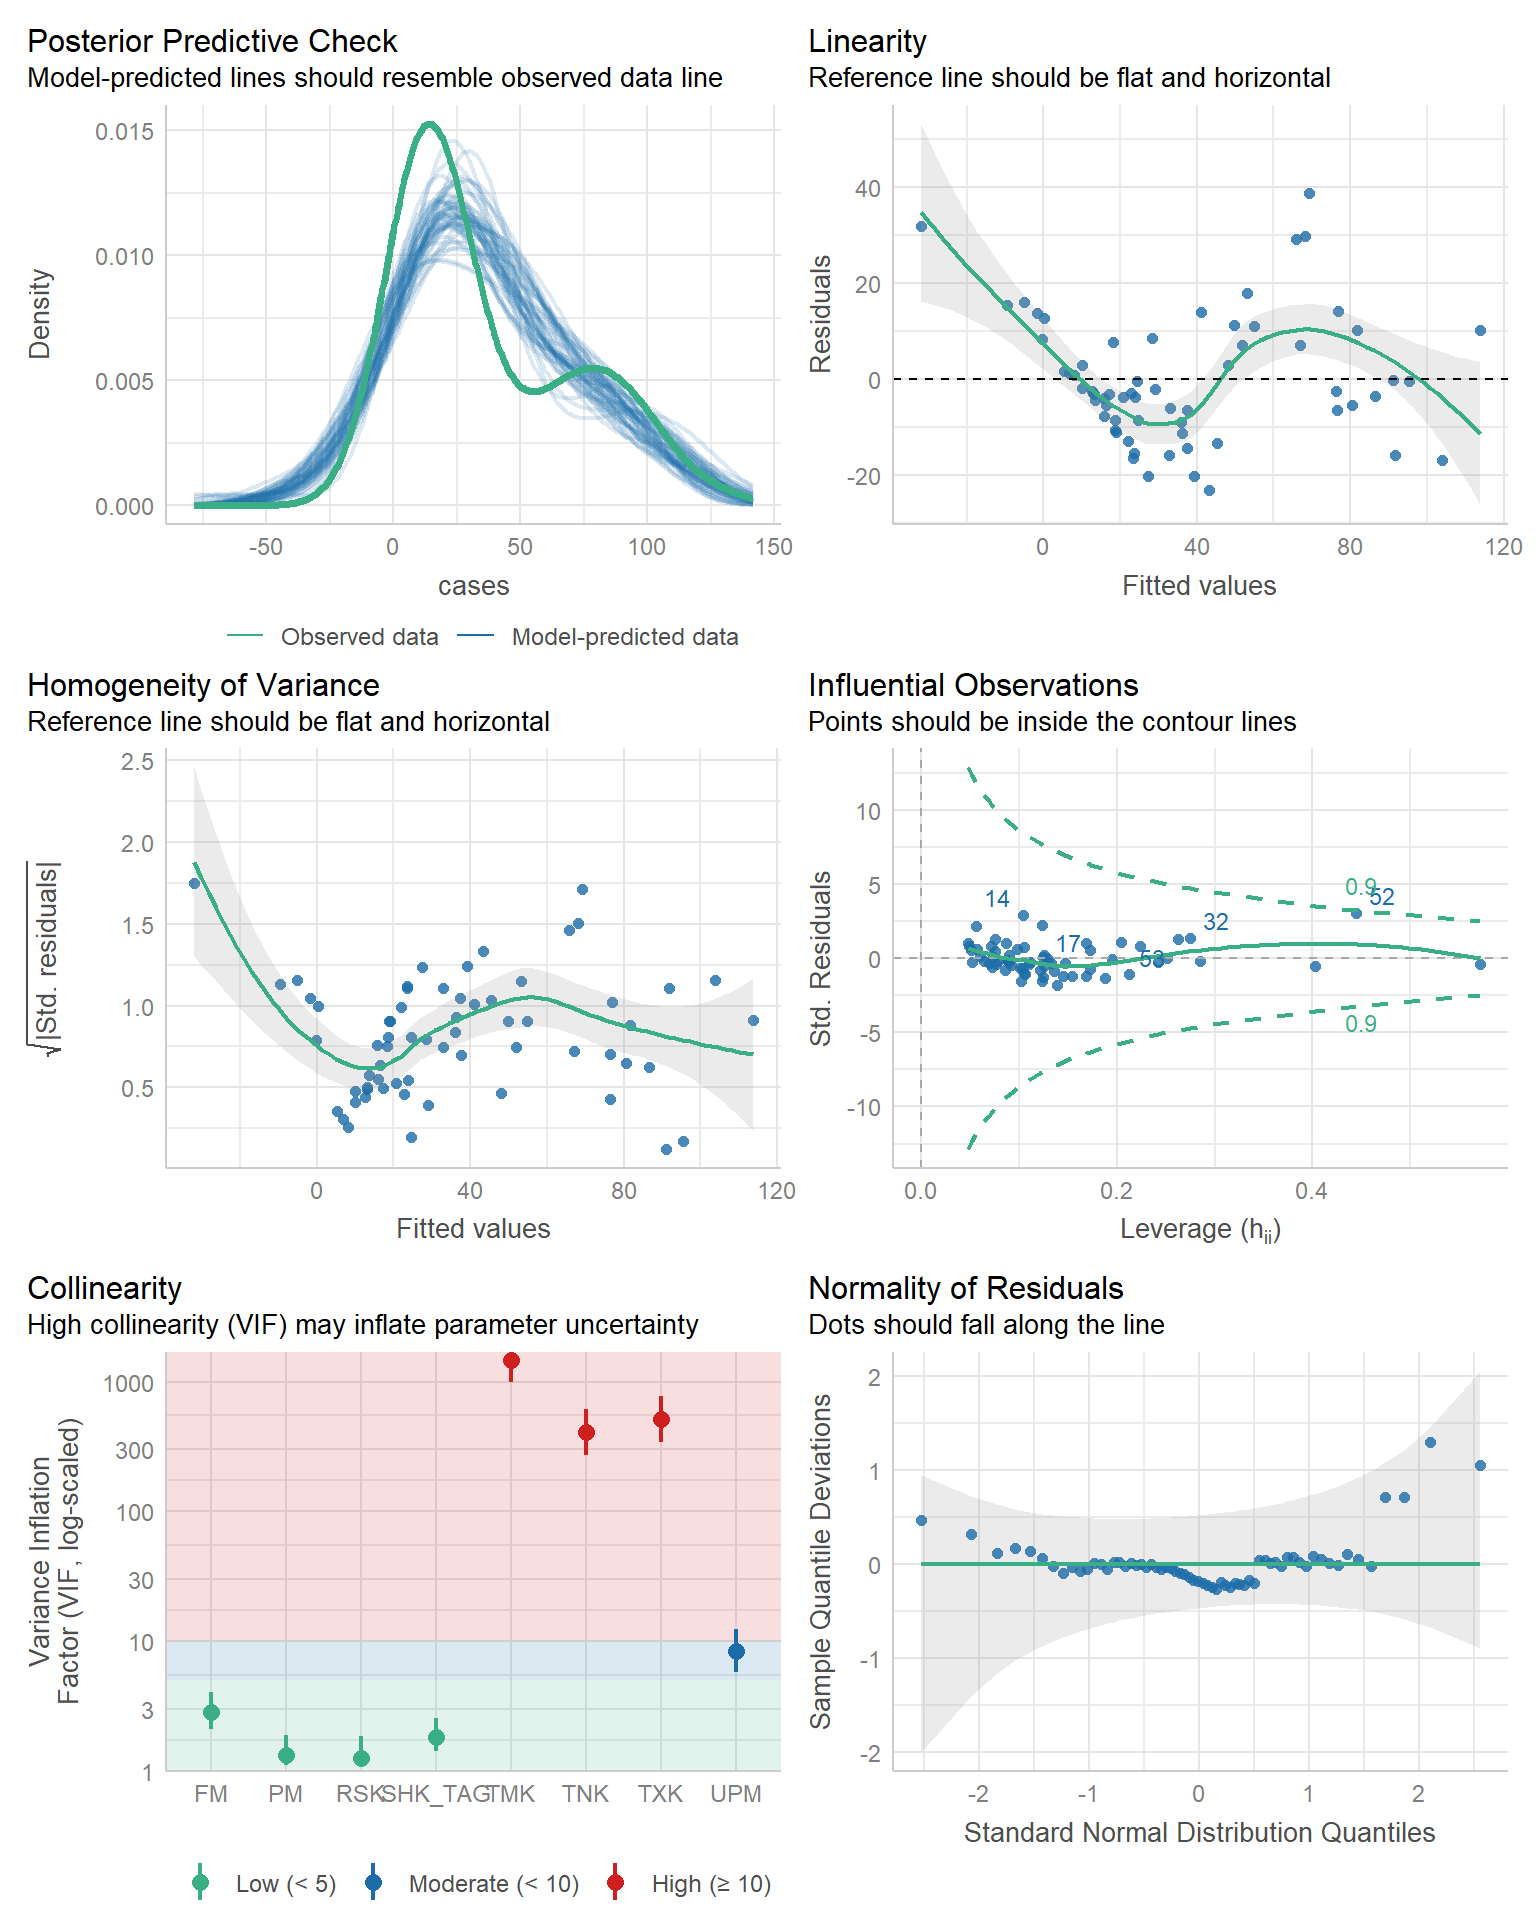 Posterior Predictive Check
Model-predicted lines should resemble observed data line
0.015
0.010
0.005
0.000
Density
-50 0 50 100 150
cases
Observed data Model-predicted data
Linearity
Reference line should be flat and horizontal
40
20
0
-20
Residuals
0 40 80 120
Fitted values
Homogeneity of Variance
Reference line should be flat and horizontal
2.5
2.0
1.5
1.0
0.5
√|Std. residuals|
0 40 80 120
Fitted values
Influential Observations
Points should be inside the contour lines
10
5
0
-5
-10
Std. Residuals
14
17
53
32
0.9
52
0.9
0.0 0.2 0.4
Leverage (hii)
Collinearity
High collinearity (VIF) may inflate parameter uncertainty
1000
300
100
30
10
3
1
Variance Inflation
Factor (VIF, log-scaled)
FM PM RSK SHK_TAG TMK TNK TXK UPM
Low (< 5) Moderate (< 10) High (≥ 10)
Normality of Residuals
Dots should fall along the line
2
1
0
-1
-2
Sample Quantile Deviations
-2 -1 0 1 2
Standard Normal Distribution Quantiles